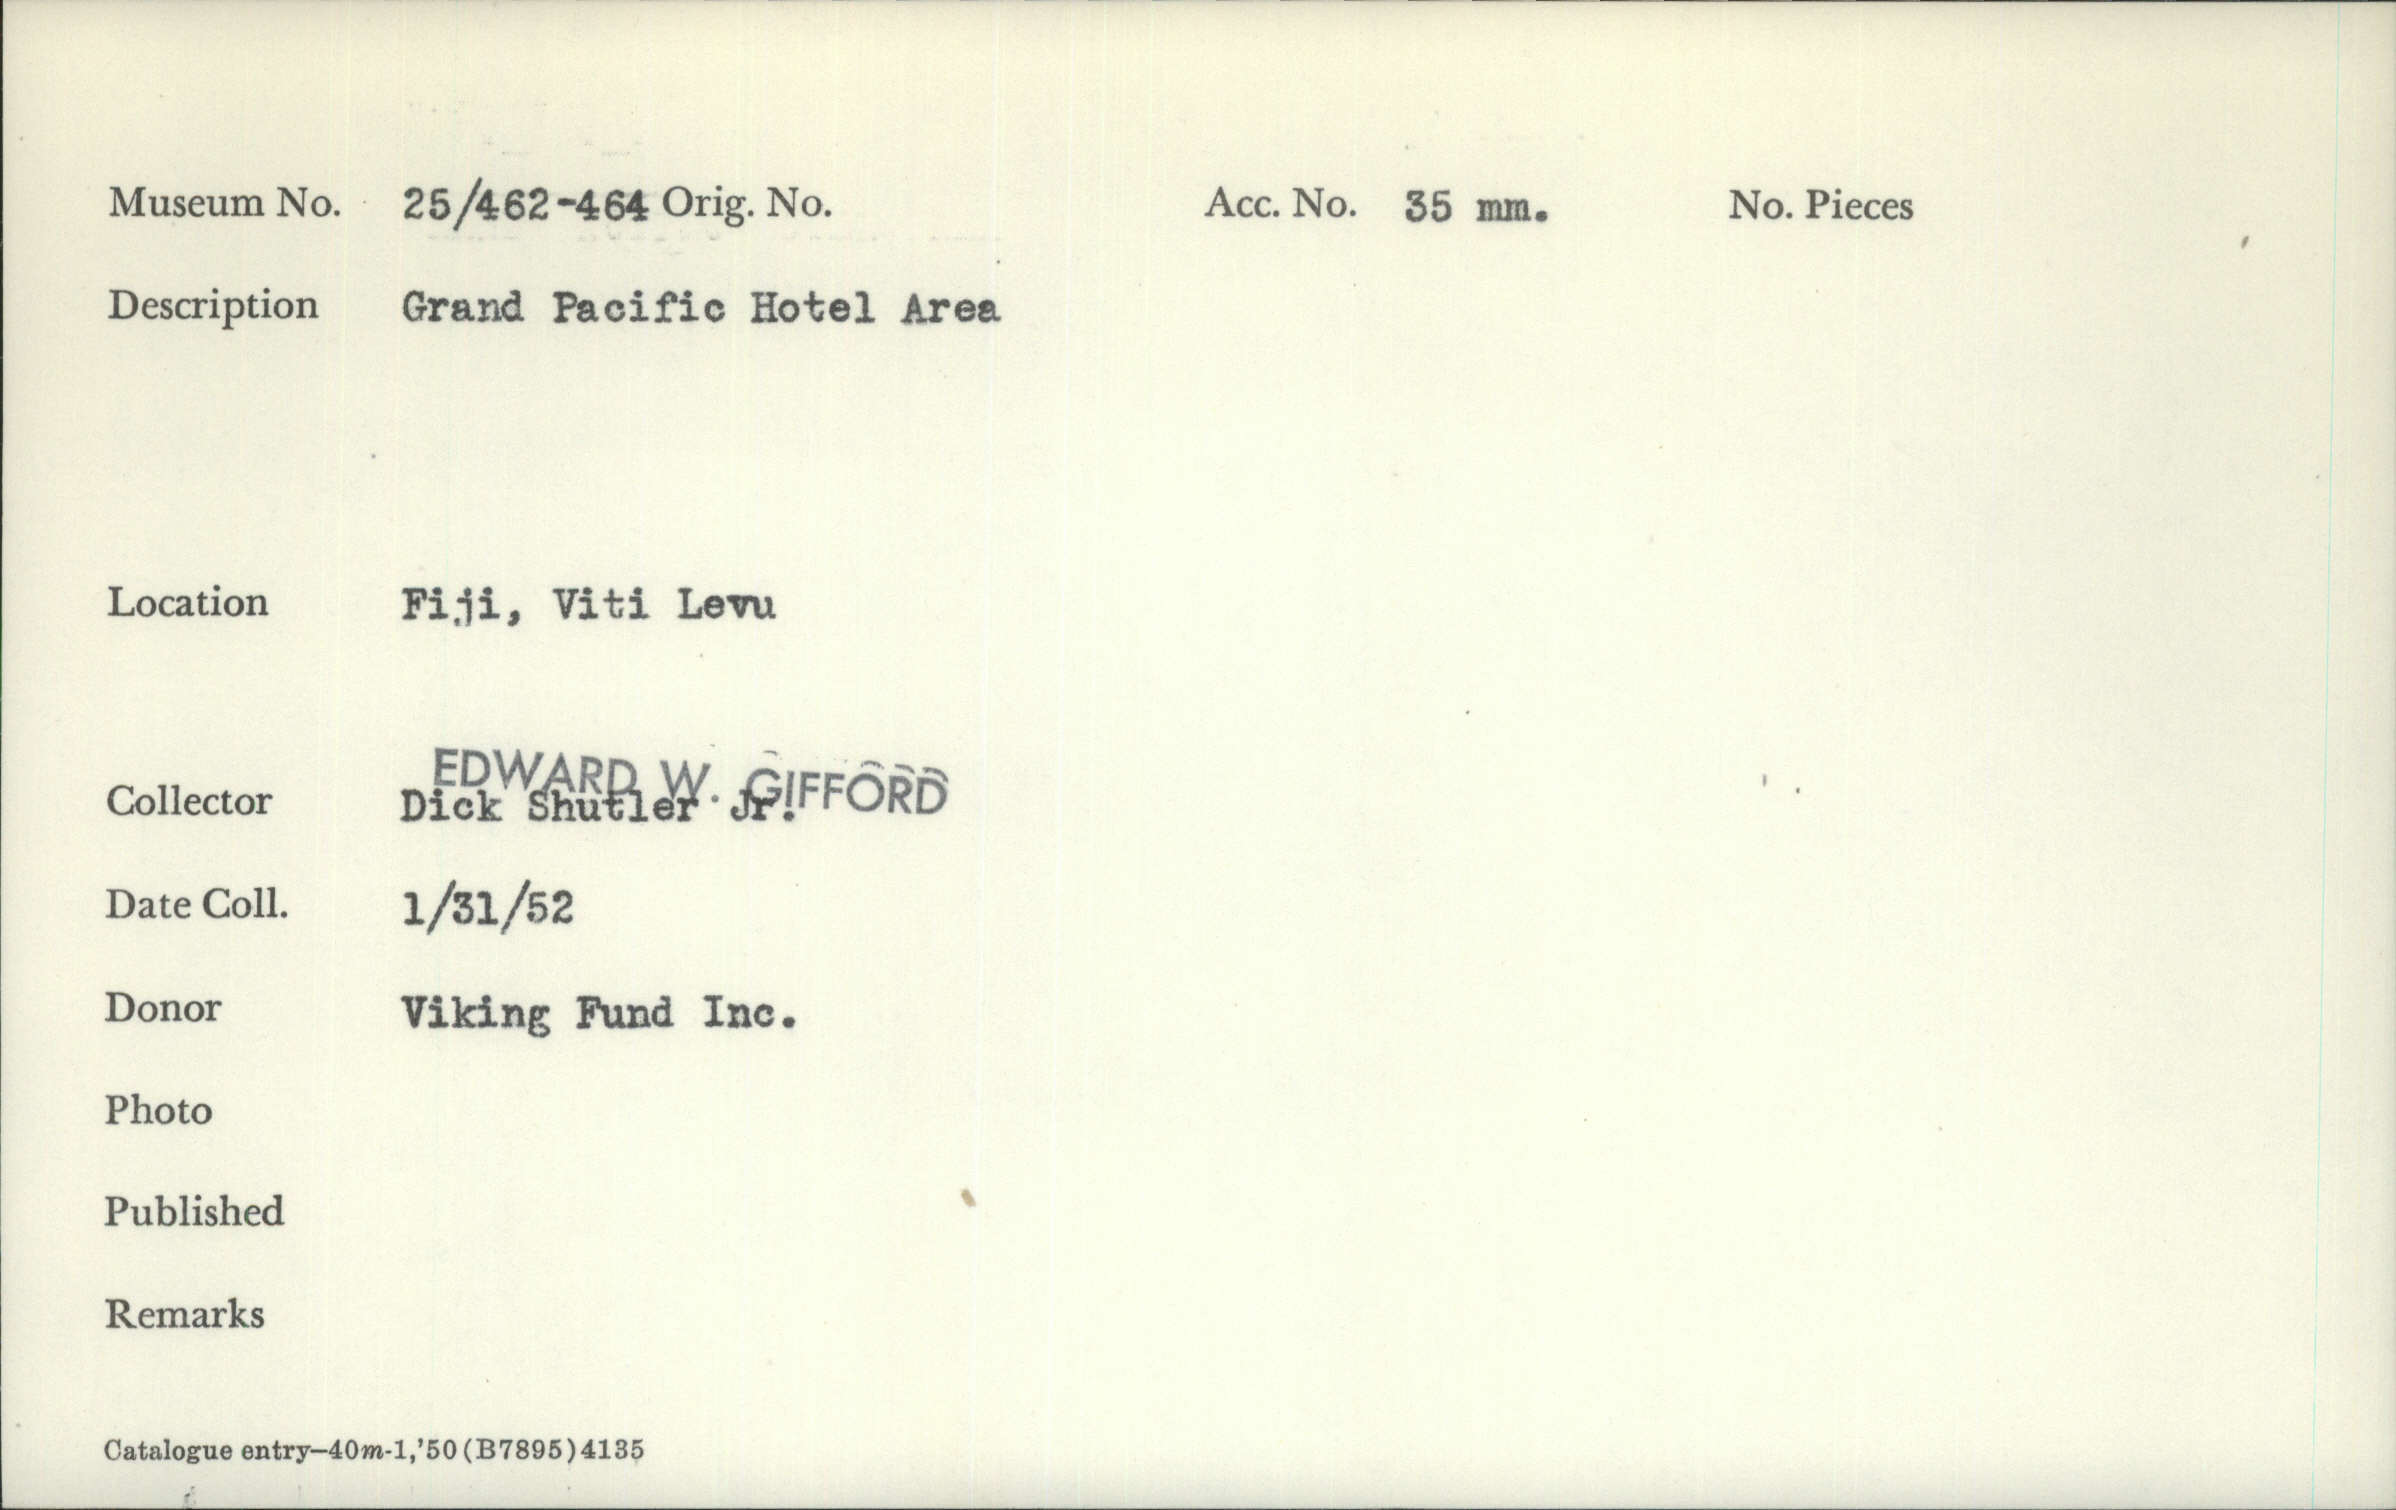 Museum No. 25/462-464 Orig. No. Acc. No. 35 mm. No. Pieces
Description Grand Pacific Hotel Area
Location Fiji, Viti Levu
EDWARD W. GIFFORD
Collector Dick Shutler Jr.
Date Coll. 1/31/52
Donor Viking Fund Inc.
Photo
Published
Remarks
Catalogue entry—40m-1,'50(B7895)4135